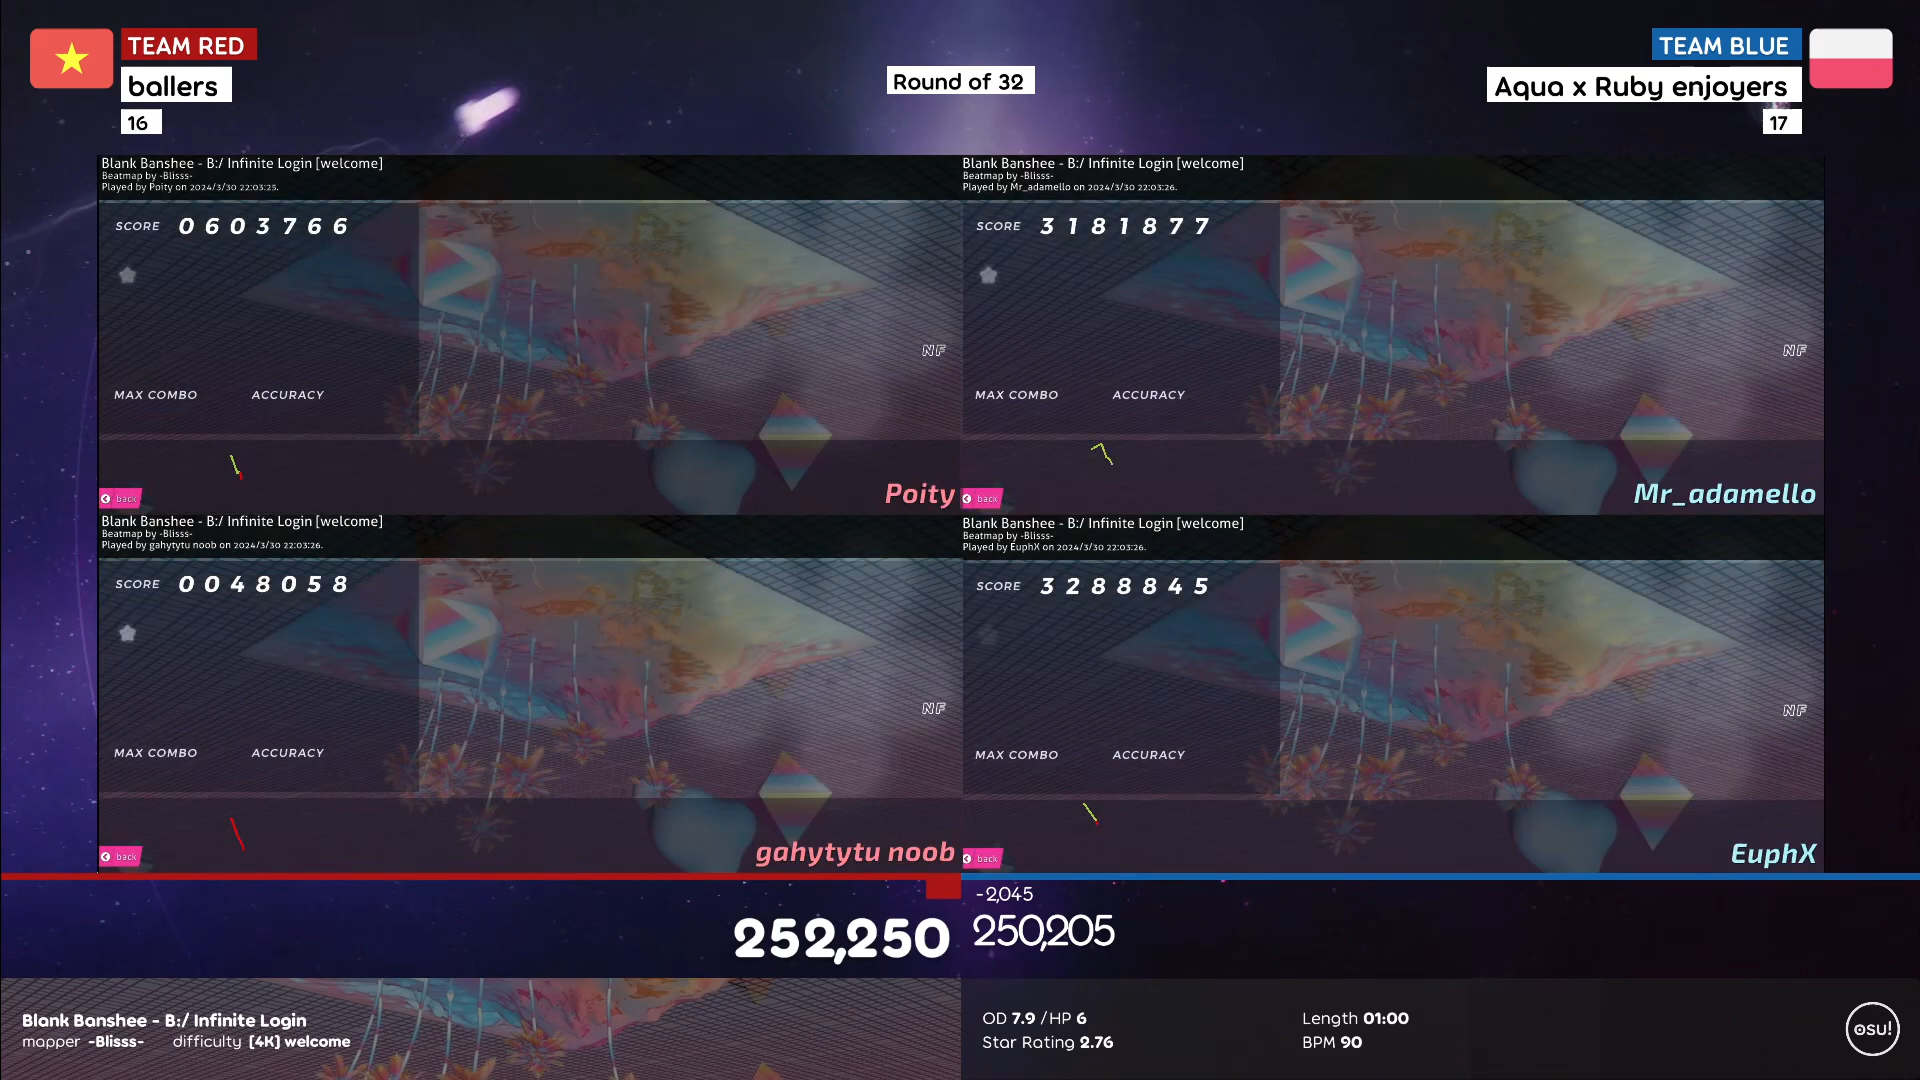 TEAM RED
ballers
16
Round of 32
TEAM BLUE
Aqua x Ruby enjoyers
17
Blank Banshee - B:/ Infinite Login [welcome]
Beatmap by -Blisss-
Played by Poity on 2024/3/30 22:03:25.
SCORE 0603766
NF
MAX COMBO ACCURACY
back
Poity
Blank Banshee - B:/ Infinite Login [welcome]
Beatmap by -Blisss-
Played by Mr_adamello on 2024/3/30 22:03:26.
SCORE 3181877
NF
MAX COMBO ACCURACY
back
Mr_adamello
Blank Banshee - B:/ Infinite Login [welcome]
Beatmap by -Blisss-
Played by gahytytu noob on 2024/3/30 22:03:26.
SCORE 0048058
NF
MAX COMBO ACCURACY
back
gahytytu noob
Blank Banshee - B:/ Infinite Login [welcome]
Beatmap by -Blisss-
Played by EuphX on 2024/3/30 22:03:26.
SCORE 3288845
NF
MAX COMBO ACCURACY
back
EuphX
252,250
-2,045
250,205
Blank Banshee - B:/ Infinite Login
mapper -Blisss- difficulty [4K] welcome
OD 7.9 / HP 6
Star Rating 2.76
Length 01:00
BPM 90
osu!